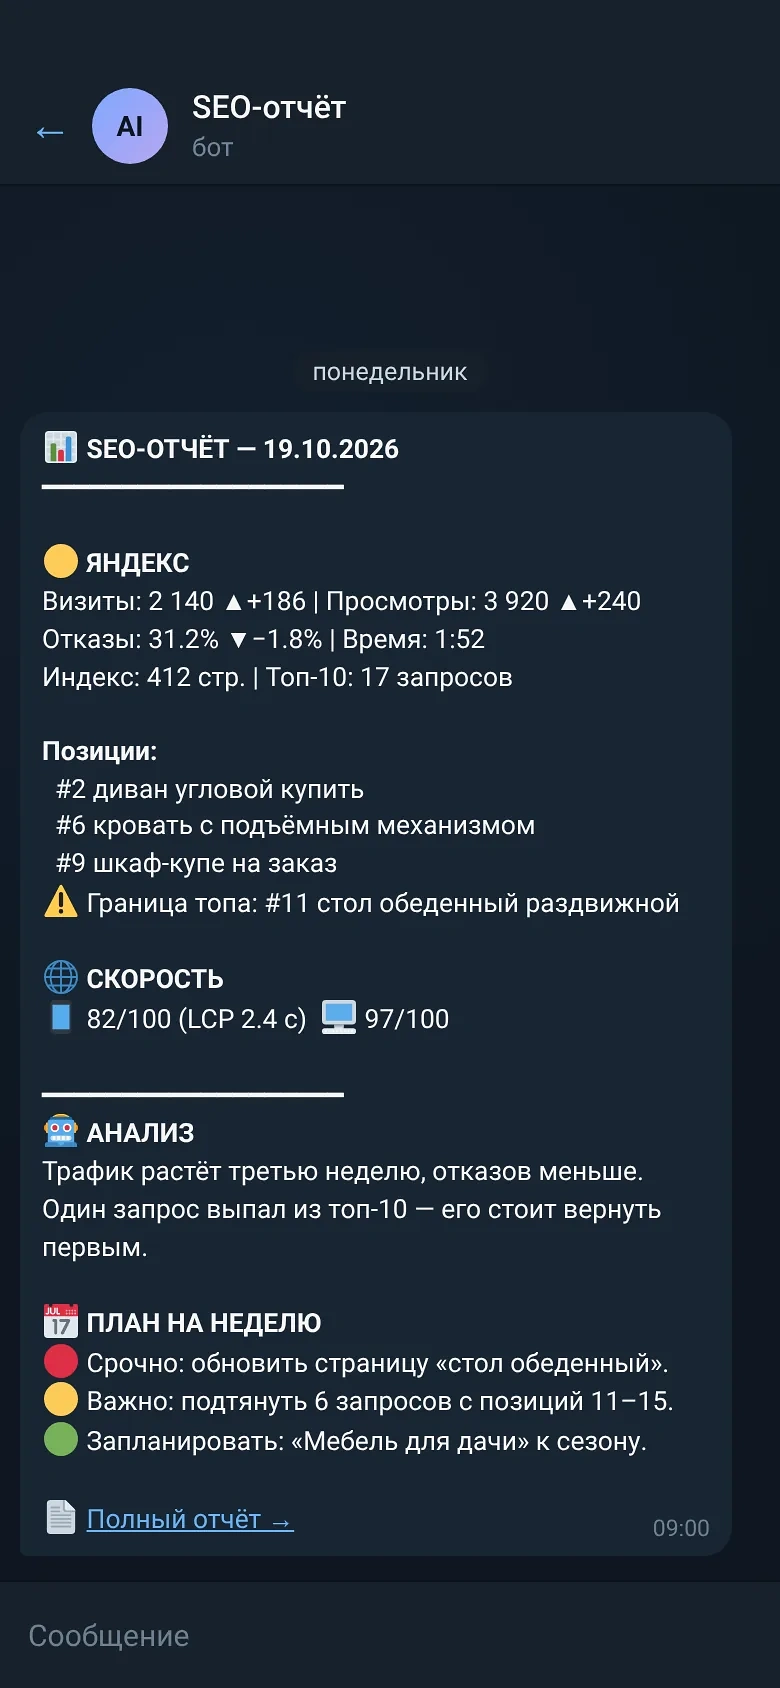 ←
AI
SEO-отчёт
бот
понедельник
📊 SEO-ОТЧЁТ — 19.10.2026
🟡 ЯНДЕКС
Визиты: 2 140 ▲+186 | Просмотры: 3 920 ▲+240
Отказы: 31.2% ▼−1.8% | Время: 1:52
Индекс: 412 стр. | Топ-10: 17 запросов
Позиции:
#2 диван угловой купить
#6 кровать с подъёмным механизмом
#9 шкаф-купе на заказ
⚠️ Граница топа: #11 стол обеденный раздвижной
🌐 СКОРОСТЬ
📱 82/100 (LCP 2.4 с) 🖥 97/100
🤖 АНАЛИЗ
Трафик растёт третью неделю, отказов меньше.
Один запрос выпал из топ-10 — его стоит вернуть
первым.
📅 ПЛАН НА НЕДЕЛЮ
🔴 Срочно: обновить страницу «стол обеденный».
🟡 Важно: подтянуть 6 запросов с позиций 11–15.
🟢 Запланировать: «Мебель для дачи» к сезону.
📄 Полный отчёт →
09:00
Сообщение